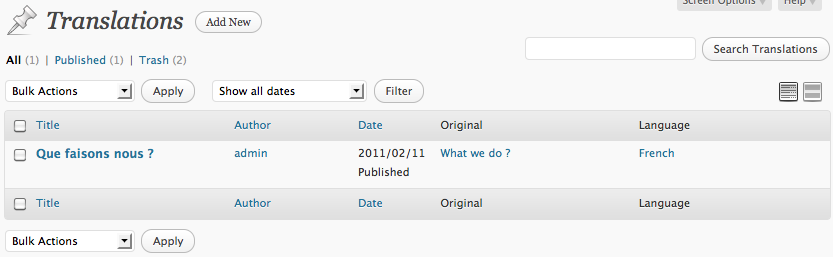 Screen Options Help
Translations Add New
All (1) | Published (1) | Trash (2)
Search Translations
Bulk Actions Apply Show all dates Filter
Title Author Date Original Language
Que faisons nous ? admin 2011/02/11 What we do ? French
Published
Title Author Date Original Language
Bulk Actions Apply